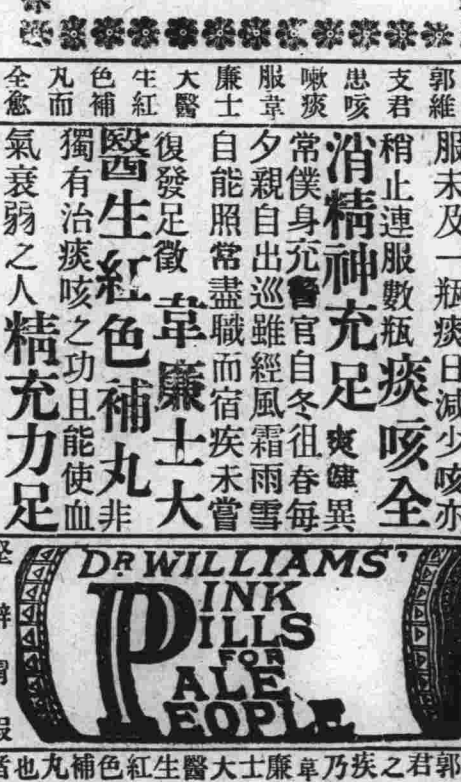 郭維
支君
患咳
嗽痰
服韋
廉士
大醫
生紅
色補
丸而
全愈
服未及一瓶痰日減少咳亦
稍止連服數瓶痰咳全
消精神充足爽健異
常僕身充警官自冬徂春每
夕親自出巡雖經風霜雨雪
自能照常盡職而宿疾未嘗
復發足徵韋廉士大
醫生紅色補丸非
獨有治痰咳之功且能使血
氣衰弱之人精充力足
DR WILLIAMS'
PINK
PILLS
FOR
PALE
PEOPLE
郭君之疾乃韋廉士大醫生紅色補丸也